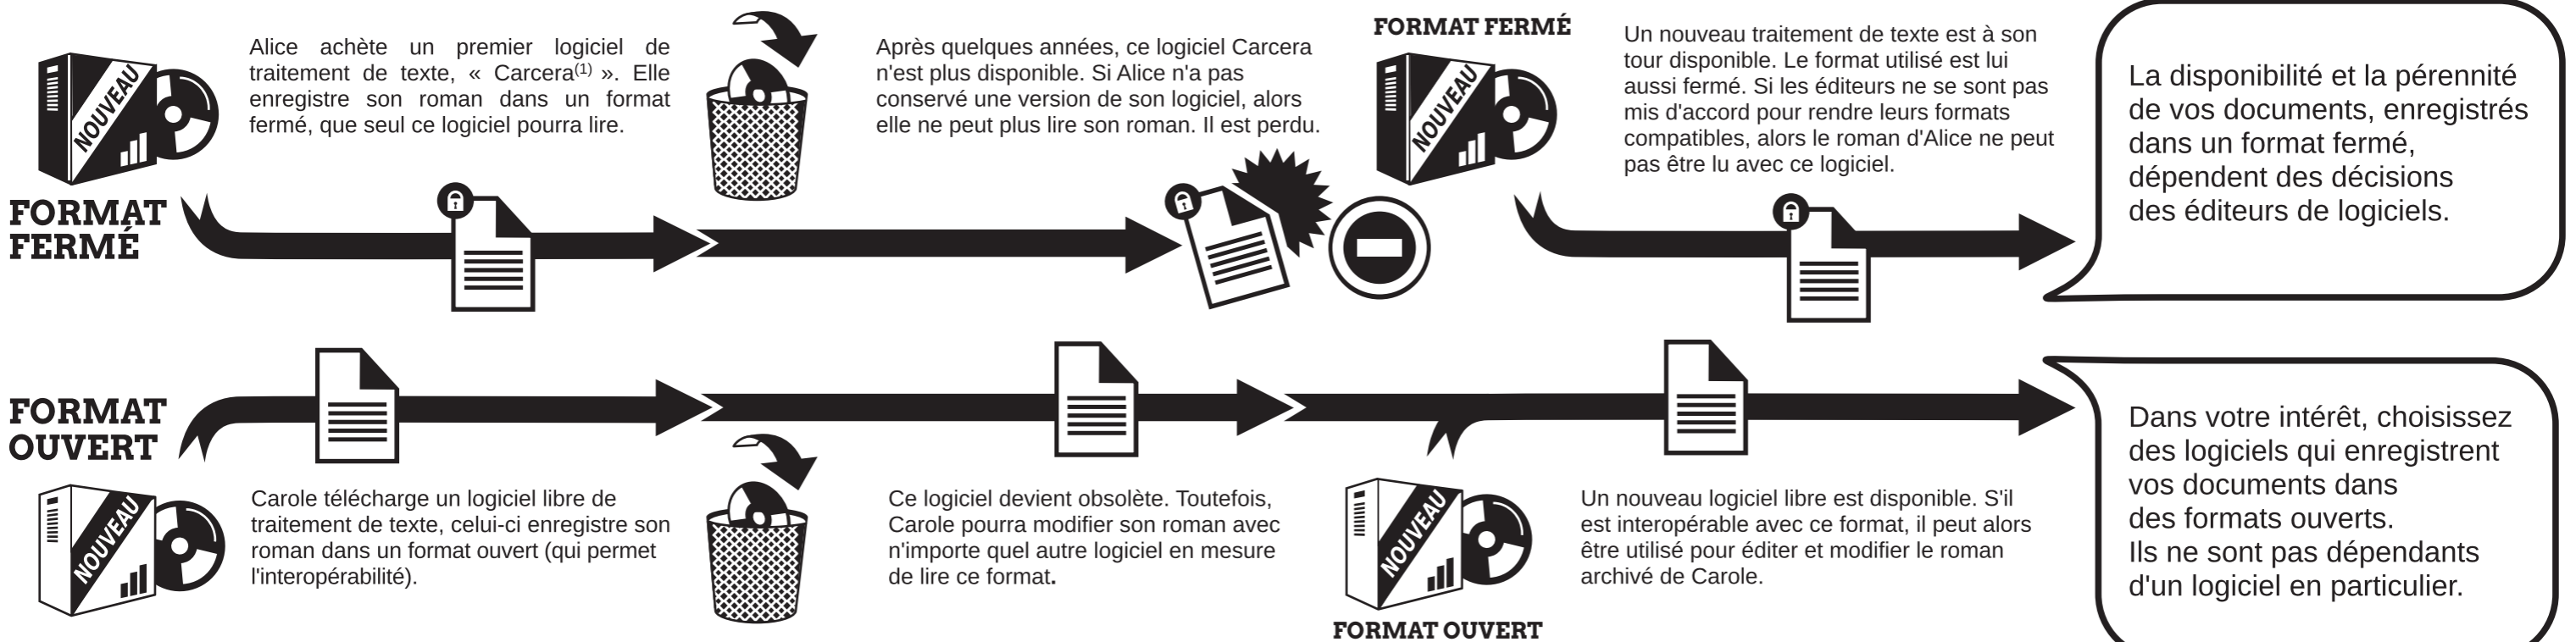 NOUVEAU
FORMAT
FERMÉ
Alice achète un premier logiciel de
traitement de texte, « Carcera(1) ». Elle
enregistre son roman dans un format
fermé, que seul ce logiciel pourra lire.
Après quelques années, ce logiciel Carcera
n'est plus disponible. Si Alice n'a pas
conservé une version de son logiciel, alors
elle ne peut plus lire son roman. Il est perdu.
FORMAT FERMÉ
NOUVEAU
Un nouveau traitement de texte est à son
tour disponible. Le format utilisé est lui
aussi fermé. Si les éditeurs ne se sont pas
mis d'accord pour rendre leurs formats
compatibles, alors le roman d'Alice ne peut
pas être lu avec ce logiciel.
La disponibilité et la pérennité
de vos documents, enregistrés
dans un format fermé,
dépendent des décisions
des éditeurs de logiciels.
FORMAT
OUVERT
NOUVEAU
Carole télécharge un logiciel libre de
traitement de texte, celui-ci enregistre son
roman dans un format ouvert (qui permet
l'interopérabilité).
Ce logiciel devient obsolète. Toutefois,
Carole pourra modifier son roman avec
n'importe quel autre logiciel en mesure
de lire ce format.
NOUVEAU
FORMAT OUVERT
Un nouveau logiciel libre est disponible. S'il
est interopérable avec ce format, il peut alors
être utilisé pour éditer et modifier le roman
archivé de Carole.
Dans votre intérêt, choisissez
des logiciels qui enregistrent
vos documents dans
des formats ouverts.
Ils ne sont pas dépendants
d'un logiciel en particulier.